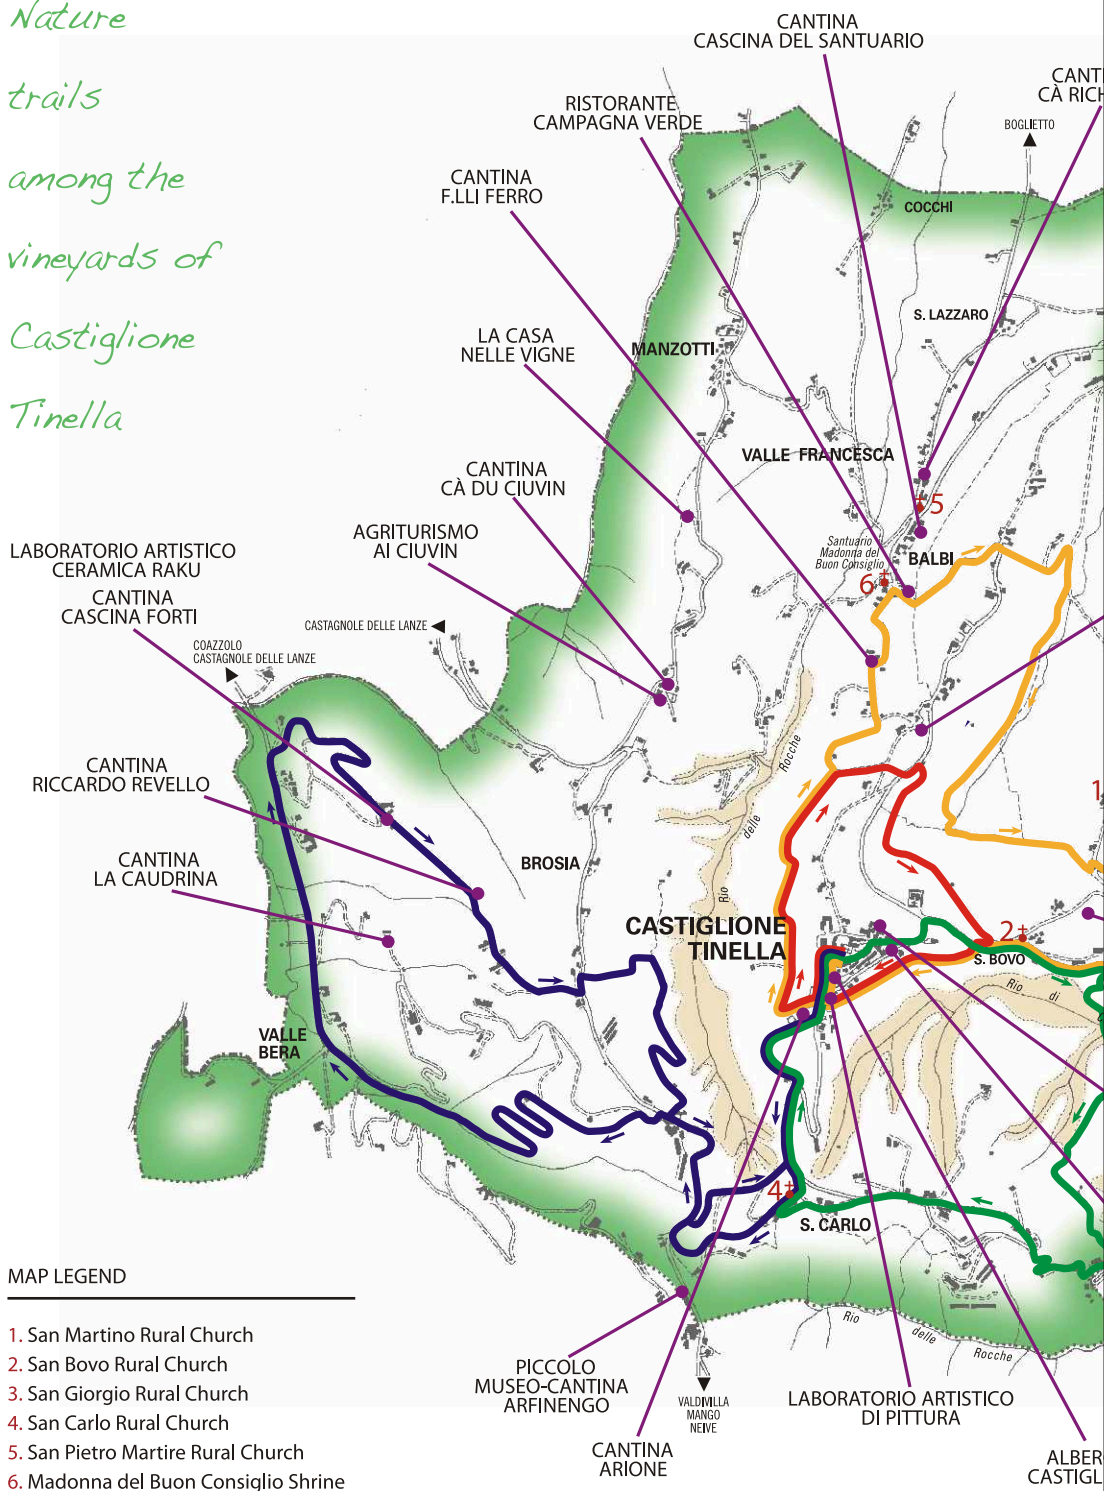 Nature
trails
among the
vineyards of
Castiglione
Tinella
CANTINA
CASCINA DEL SANTUARIO
RISTORANTE
CAMPAGNA VERDE
BOGLIETTO
CANTINA
F.LLI FERRO
COCCHI
S. LAZZARO
LA CASA
NELLE VIGNE
MANZOTTI
VALLE FRANCESCA
CANTINA
CÀ DU CIUVIN
5
AGRITURISMO
AI CIUVIN
Santuario
Madonna del
Buon Consiglio
BALBI
6
LABORATORIO ARTISTICO
CERAMICA RAKU
CANTINA
CASCINA FORTI
CASTAGNOLE DELLE LANZE
COAZZOLO
CASTAGNOLE DELLE LANZE
CANTINA
RICCARDO REVELLO
Rio
delle
Rocche
1
CANTINA
LA CAUDRINA
BROSIA
CASTIGLIONE
TINELLA
2
S. BOVO
Rio di
VALLE
BERA
4
S. CARLO
Rio
delle
Rocche
PICCOLO
MUSEO-CANTINA
ARFINENGO
VALDIVILLA
MANGO
NEIVE
LABORATORIO ARTISTICO
DI PITTURA
CANTINA
ARIONE
MAP LEGEND
1. San Martino Rural Church
2. San Bovo Rural Church
3. San Giorgio Rural Church
4. San Carlo Rural Church
5. San Pietro Martire Rural Church
6. Madonna del Buon Consiglio Shrine